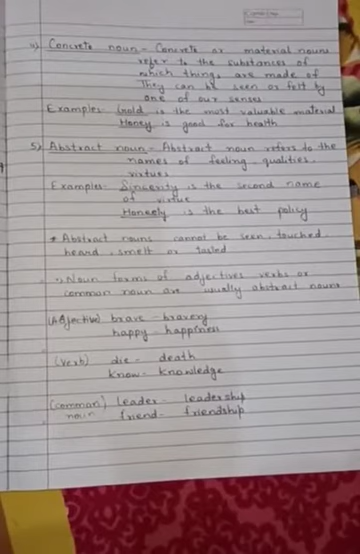 4) Concrete noun - Concrete or material nouns
refer to the substances of
which things are made of
They can be seen or felt by
one of our senses
Examples- Gold is the most valuable material
Honey is good for health
5) Abstract noun - Abstract noun refers to the
names of feeling, qualities,
virtues
Examples- Sincerity is the second name
of virtue
is the best policy
* Abstract nouns cannot be seen, touched
heard, smelt or tasted
Noun forms of adjectives verbs or
common noun are usually abstract nouns
(Adjective) brave - bravery
happy - happiness
(Verb) die - death
know - knowledge
(common noun) leader - leadership
friend - friendship